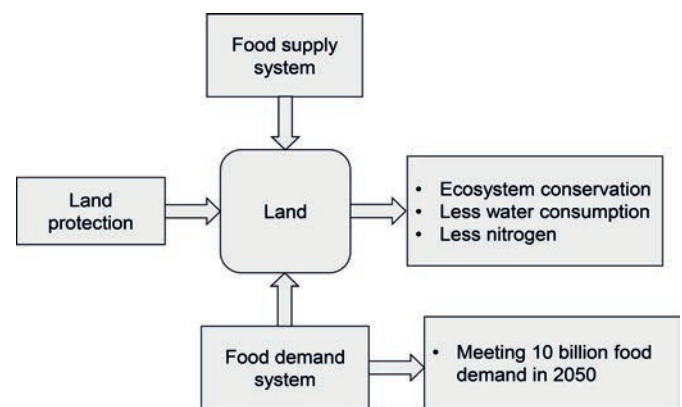 Food supply
system
Land
protection
Land
• Ecosystem conservation
• Less water consumption
• Less nitrogen
Food demand
system
• Meeting 10 billion food
demand in 2050